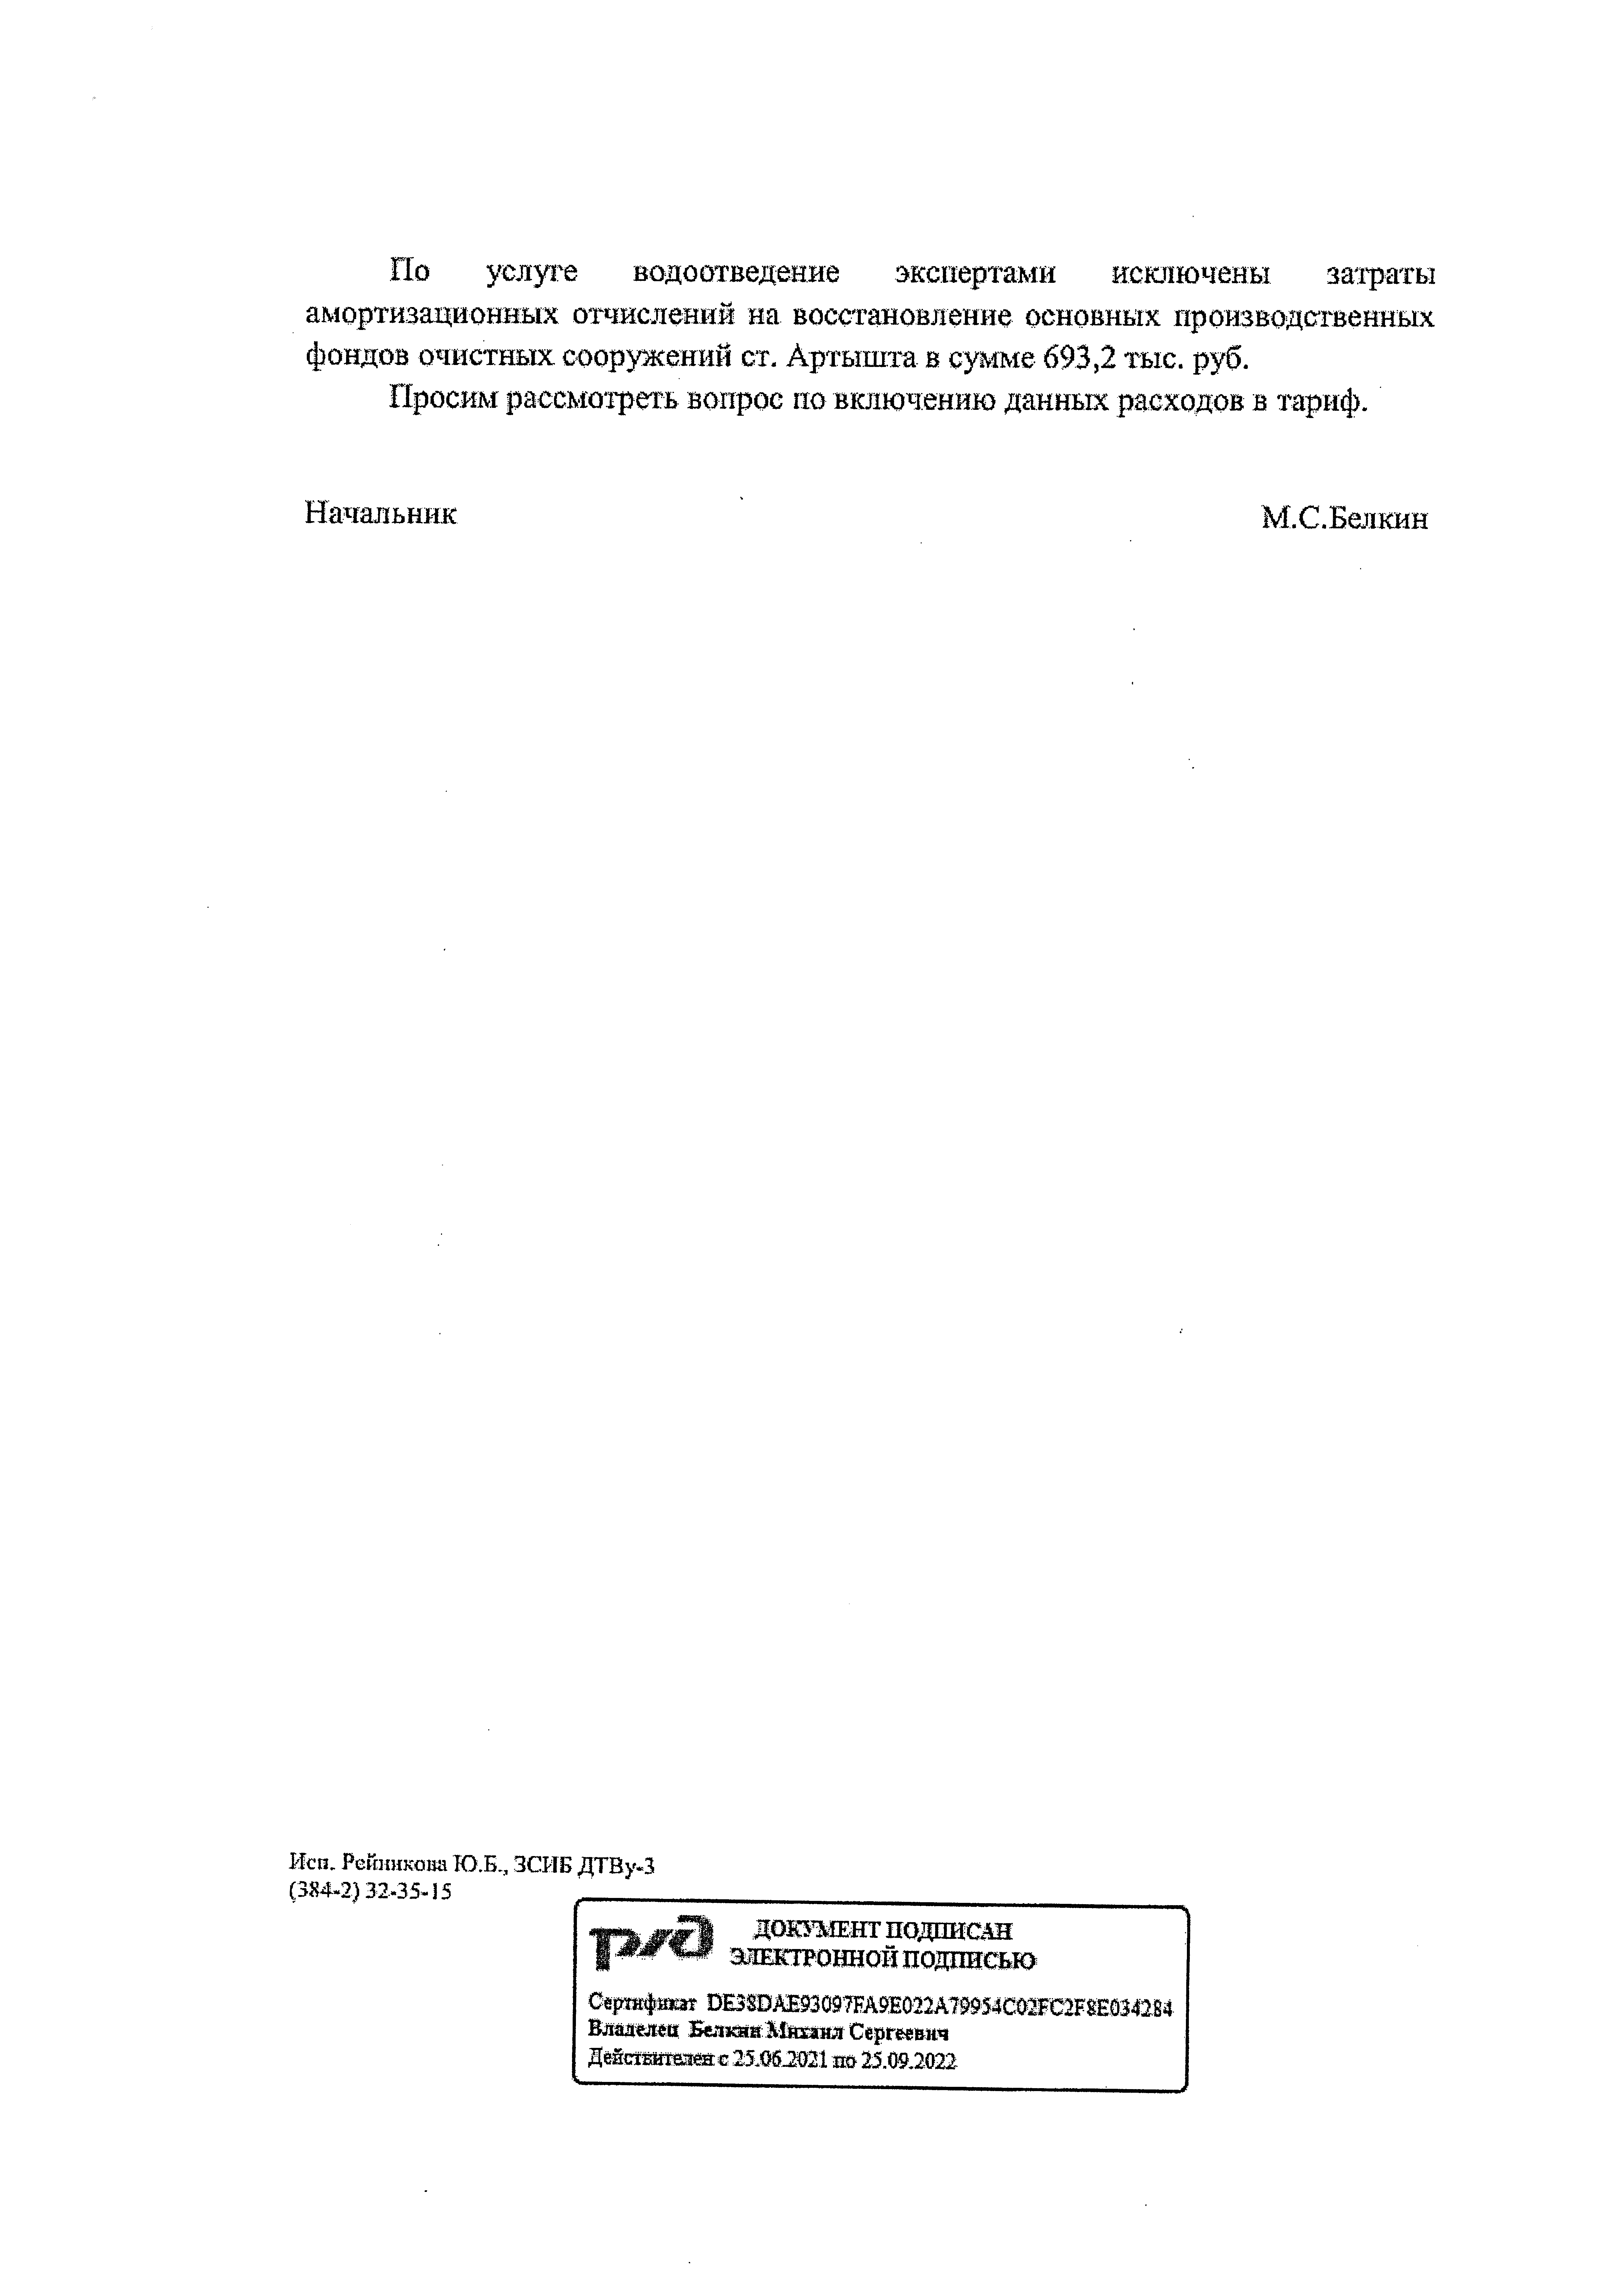 По услуге водоотведение экспертами исключены затраты
амортизационных отчислений на восстановление основных производственных
фондов очистных сооружений ст. Артышта в сумме 693,2 тыс. руб.
Просим рассмотреть вопрос по включению данных расходов в тариф.
Начальник М.С.Белкин
Исп. Рейникова Ю.Б., ЗСИБ ДТВу-3
(384-2) 32-35-15
ржд ДОКУМЕНТ ПОДПИСАН
ЭЛЕКТРОННОЙ ПОДПИСЬЮ
Сертификат DE38DAE93097FA9E022A79954C02FC2F8E034284
Владелец Белкин Михаил Сергеевич
Действителен с 25.06.2021 по 25.09.2022